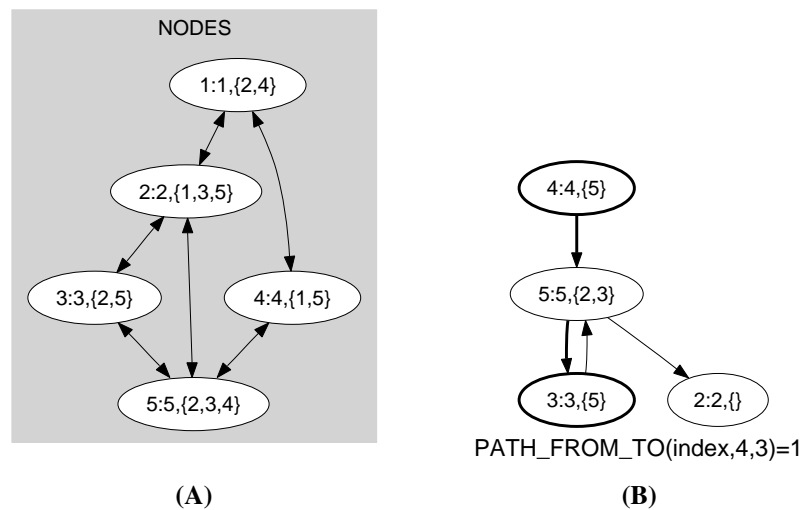 NODES
1:1,{2,4}
2:2,{1,3,5}
3:3,{2,5}
4:4,{1,5}
5:5,{2,3,4}
(A)
4:4,{5}
5:5,{2,3}
3:3,{5}
2:2,{}
PATH_FROM_TO(index,4,3)=1
(B)